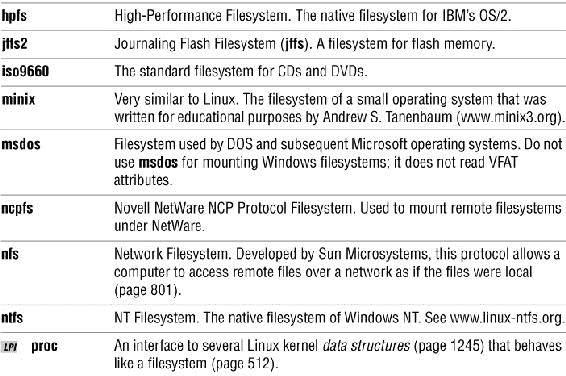 hpfs High-Performance Filesystem. The native filesystem for IBM's OS/2.
jffs2 Journaling Flash Filesystem (jffs). A filesystem for flash memory.
iso9660 The standard filesystem for CDs and DVDs.
minix Very similar to Linux. The filesystem of a small operating system that was
written for educational purposes by Andrew S. Tanenbaum (www.minix3.org).
msdos Filesystem used by DOS and subsequent Microsoft operating systems. Do not
use msdos for mounting Windows filesystems; it does not read VFAT
attributes.
ncpfs Novell NetWare NCP Protocol Filesystem. Used to mount remote filesystems
under NetWare.
nfs Network Filesystem. Developed by Sun Microsystems, this protocol allows a
computer to access remote files over a network as if the files were local
(page 801).
ntfs NT Filesystem. The native filesystem of Windows NT. See www.linux-ntfs.org.
LPI proc An interface to several Linux kernel data structures (page 1245) that behaves
like a filesystem (page 512).